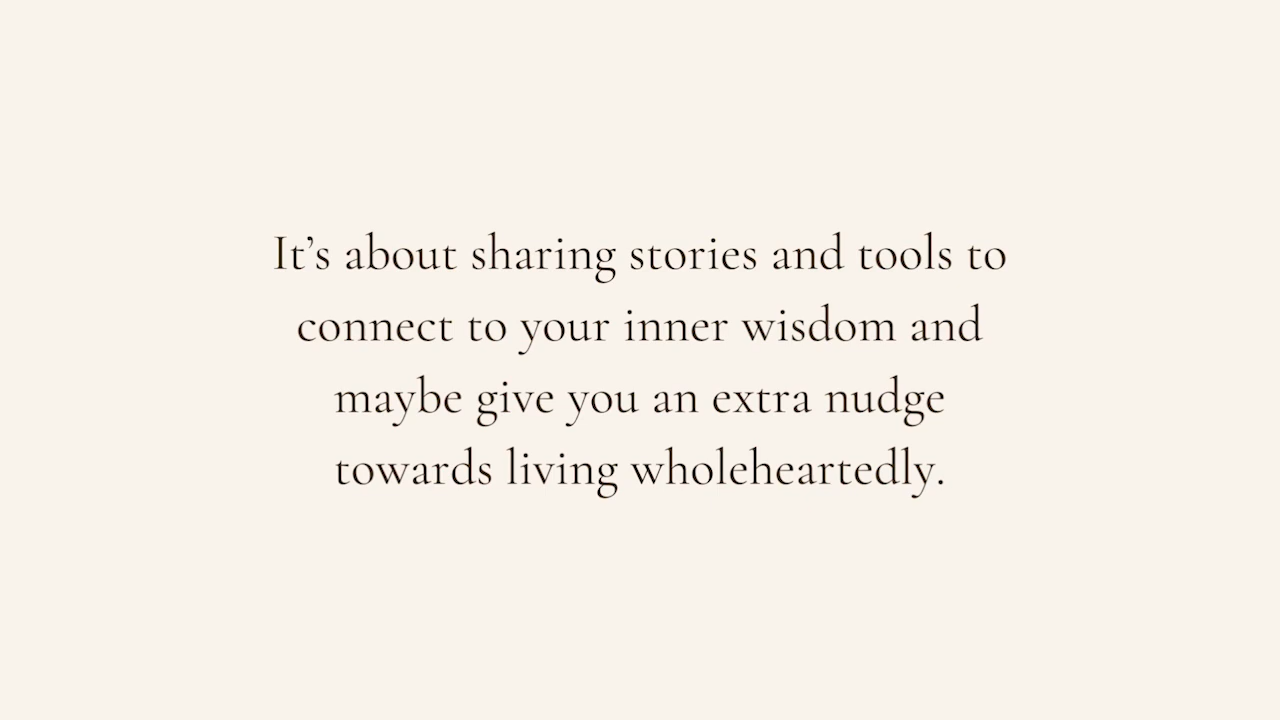 It’s about sharing stories and tools to
connect to your inner wisdom and
maybe give you an extra nudge
towards living wholeheartedly.